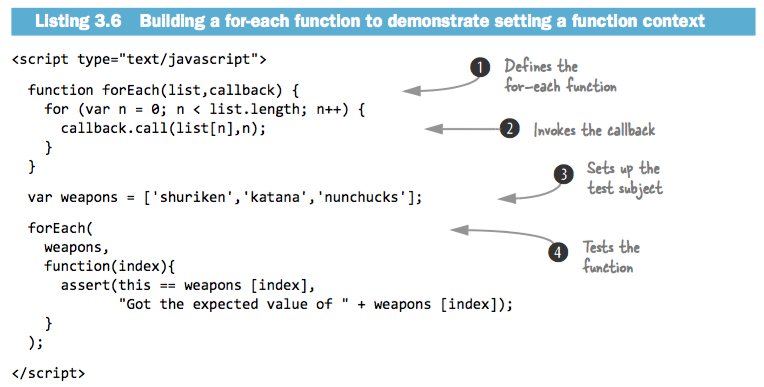 Listing 3.6 Building a for-each function to demonstrate setting a function context
<script type="text/javascript">
function forEach(list,callback) {
for (var n = 0; n < list.length; n++) {
callback.call(list[n],n);
}
}
var weapons = ['shuriken','katana','nunchucks'];
forEach(
weapons,
function(index){
assert(this == weapons [index],
"Got the expected value of " + weapons [index]);
}
);
</script>
1 Defines the
for-each function
2 Invokes the callback
3 Sets up the
test subject
4 Tests the
function